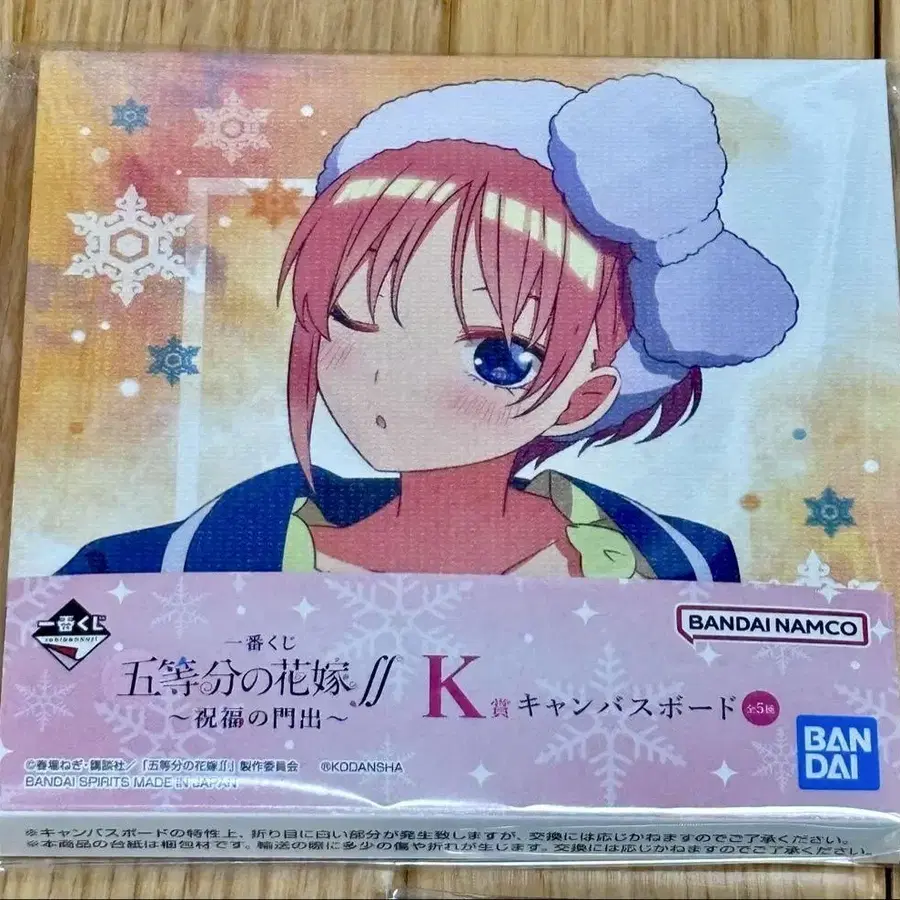 一番くじ
ICHIBANKUJI
一番くじ
五等分の花嫁∬
~祝福の門出~
K賞 キャンバスボード 全5種
BANDAI NAMCO
BAN
DAI
©春場ねぎ・講談社/「五等分の花嫁∬」製作委員会 ®KODANSHA
BANDAI SPIRITS MADE IN JAPAN
※キャンバスボードの特性上、折り目に白い部分が発生致しますが、交換には応じかねますのでご了承ください。
※本商品の台紙は梱包材です。輸送の際に多少の傷や折れが生じます。交換には応じかねますのでご了承ください。